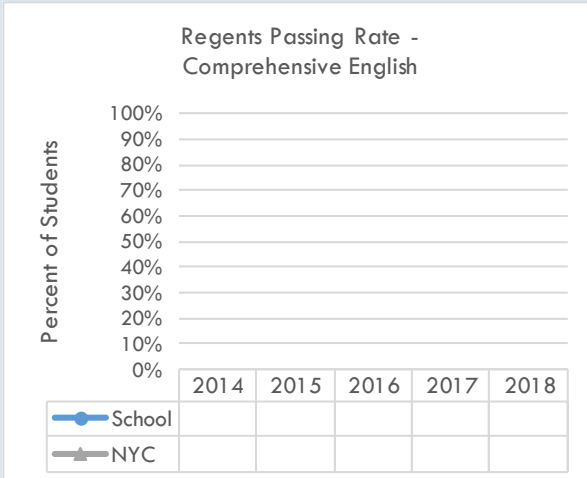 Regents Passing Rate -
Comprehensive English
Percent of Students
100%
90%
80%
70%
60%
50%
40%
30%
20%
10%
0%
2014 2015 2016 2017 2018
School
NYC